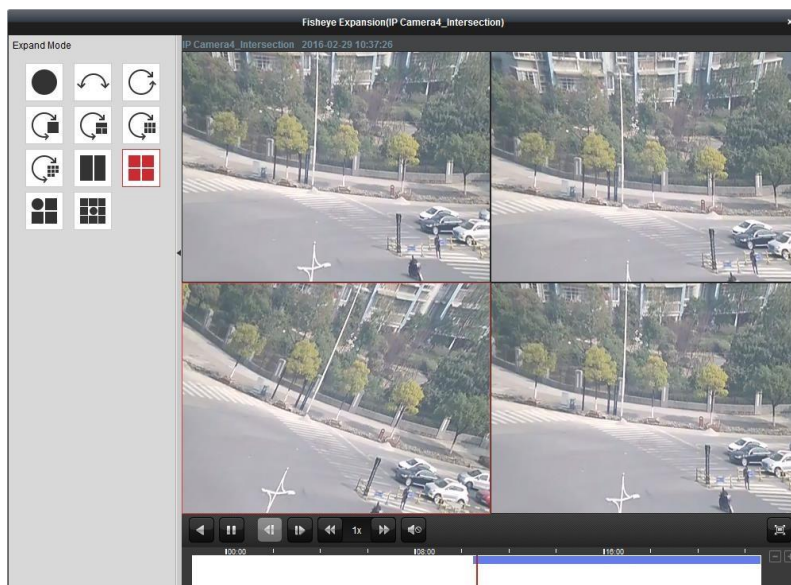 Fisheye Expansion(IP Camera4_Intersection)
×
Expand Mode
IP Camera4_Intersection 2016-02-29 10:37:26
1x
00:00 08:00 16:00